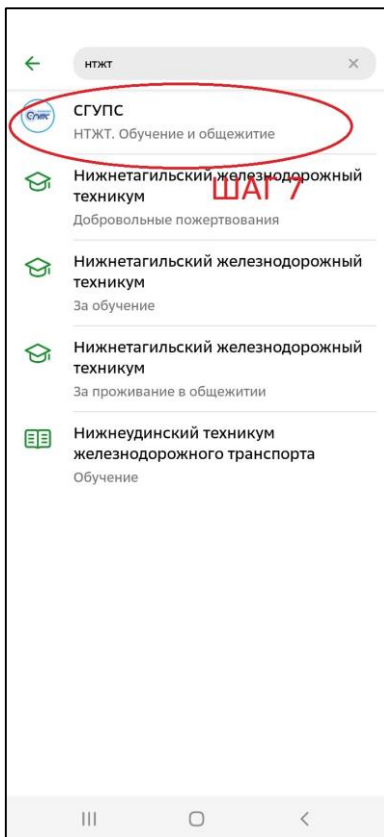 нтжт
СГУПС
НТЖТ. Обучение и общежитие
Нижнетагильский железнодорожный
техникум
ШАГ 7
Добровольные пожертвования
Нижнетагильский железнодорожный
техникум
За обучение
Нижнетагильский железнодорожный
техникум
За проживание в общежитии
Нижнеудинский техникум
железнодорожного транспорта
Обучение